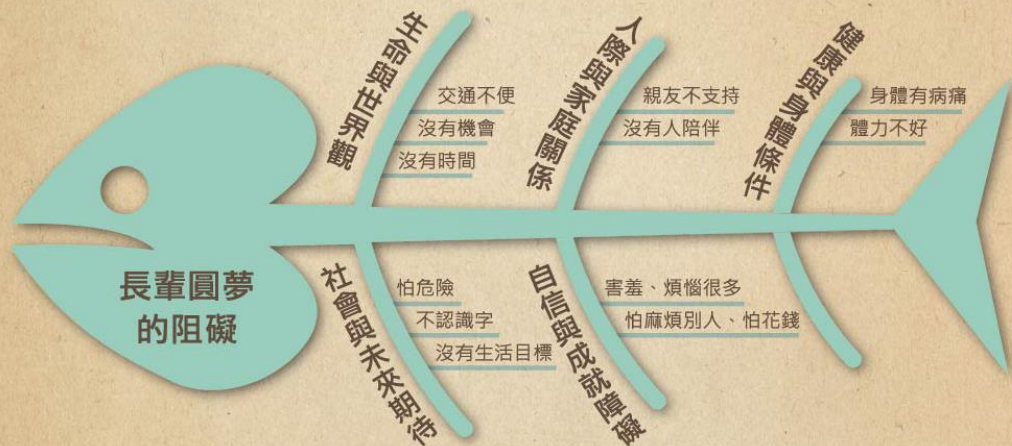 長輩圓夢
的阻礙
生命與世界觀
交通不便
沒有機會
沒有時間
人際與家庭關係
親友不支持
沒有人陪伴
健康與身體條件
身體有病痛
體力不好
社會與未來期待
怕危險
不認識字
沒有生活目標
自信與成就障礙
害羞、煩惱很多
怕麻煩別人、怕花錢